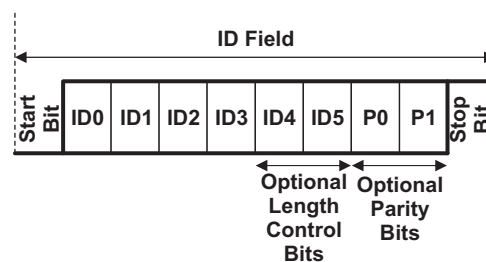 ID Field
Start
Bit
ID0 ID1 ID2 ID3 ID4 ID5 P0 P1
Stop
Bit
Optional
Length
Control
Bits
Optional
Parity
Bits